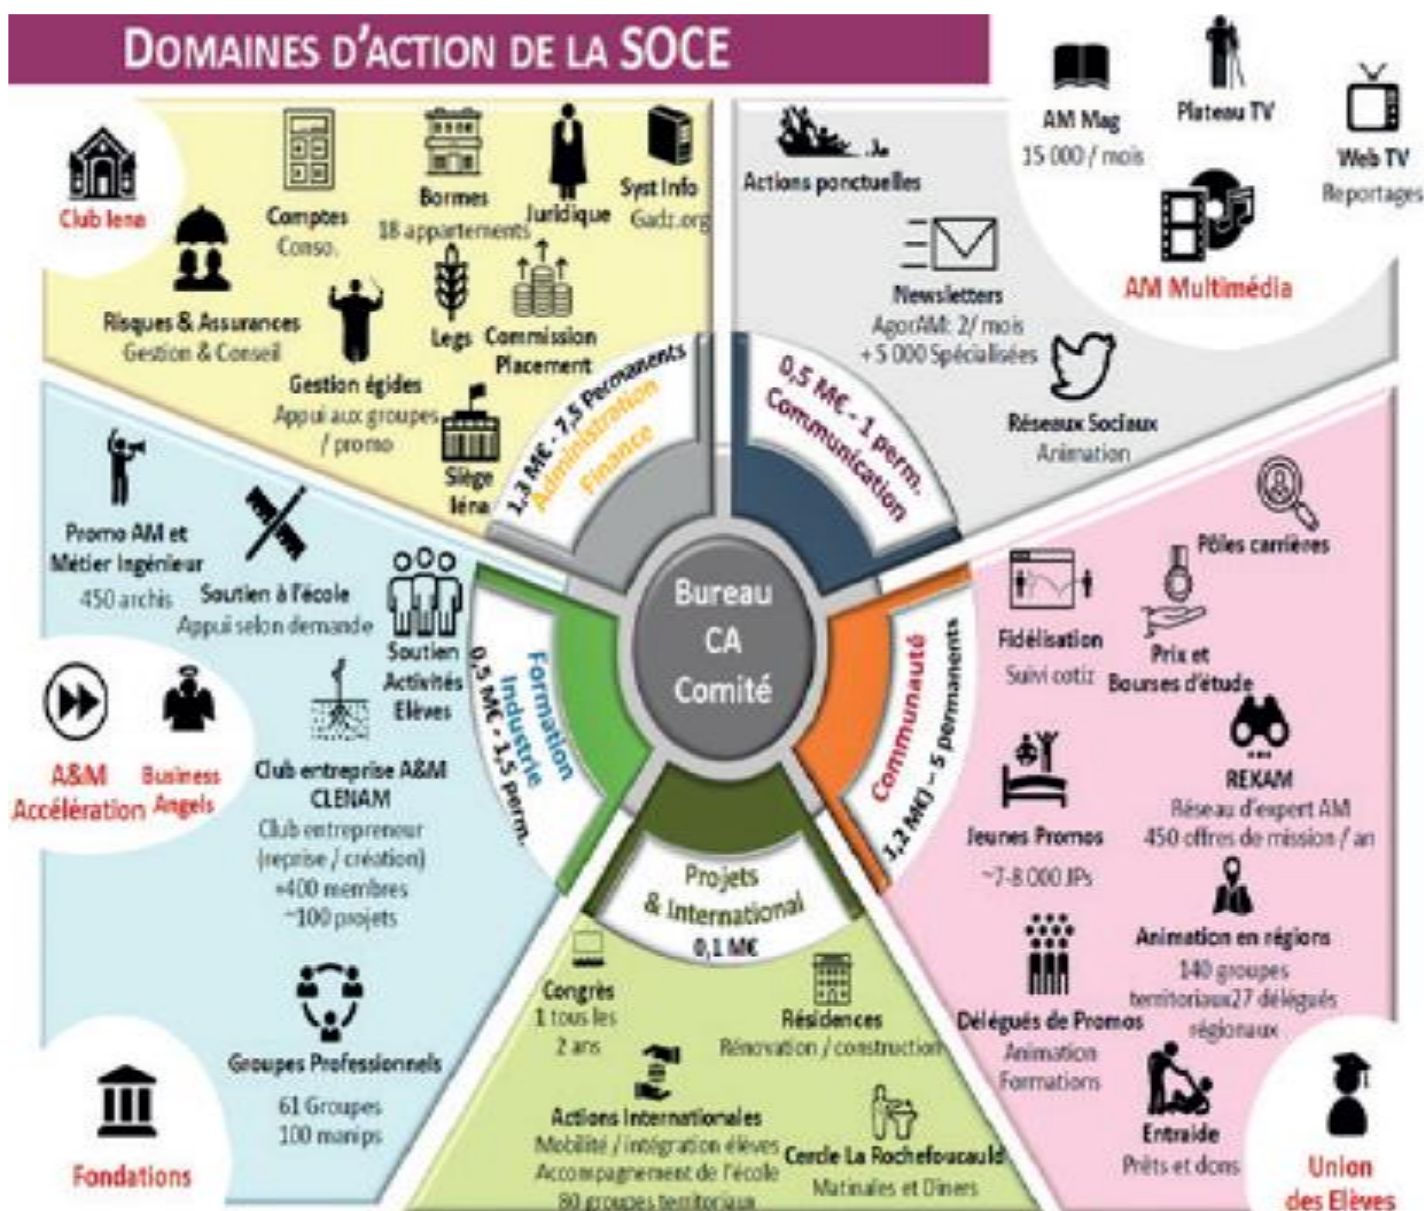 DOMAINES D'ACTION DE LA SOCE
Club Iena
Comptes
Conso.
Bormes
18 appartements
Juridique
Syst Info
Gadz.org
Risques & Assurances
Gestion & Conseil
Gestion égides
Appui aux groupes
/ promo
Legs
Commission
Placement
Siège
Iéna
1,3 M€ - 7,5 Permanents
Administration
Finance
Actions ponctuelles
Newsletters
AgorAM: 2/ mois
+ 5 000 Spécialisées
Réseaux Sociaux
Animation
0,5 M€ - 1 perm.
Communication
AM Mag
15 000 / mois
Plateau TV
Web TV
Reportages
AM Multimédia
Promo AM et
Métier Ingénieur
450 archis
Soutien à l'école
Appui selon demande
Soutien
Activités
Elèves
A&M
Accélération
Business
Angels
Club entreprise A&M
CLENAM
Club entrepreneur
(reprise / création)
+400 membres
~100 projets
Groupes Professionnels
61 Groupes
100 manips
Fondations
Formation
Industrie
0,5 M€ - 1,5 perm.
Bureau
CA
Comité
Communauté
1,2 M€) – 5 permanents
Pôles carrières
Fidélisation
Suivi cotiz
Prix et
Bourses d'étude
REXAM
Réseau d'expert AM
450 offres de mission / an
Jeunes Promos
~7-8 000 JPs
Animation en régions
140 groupes
territoriaux27 délégués
régionaux
Délégués de Promos
Animation
Formations
Entraide
Prêts et dons
Union
des Elèves
Projets
& International
0,1 M€
Congrès
1 tous les
2 ans
Résidences
Rénovation / construction
Actions Internationales
Mobilité / intégration élèves
Accompagnement de l'école
80 groupes territoriaux
Cercle La Rochefoucauld
Matinales et Diners